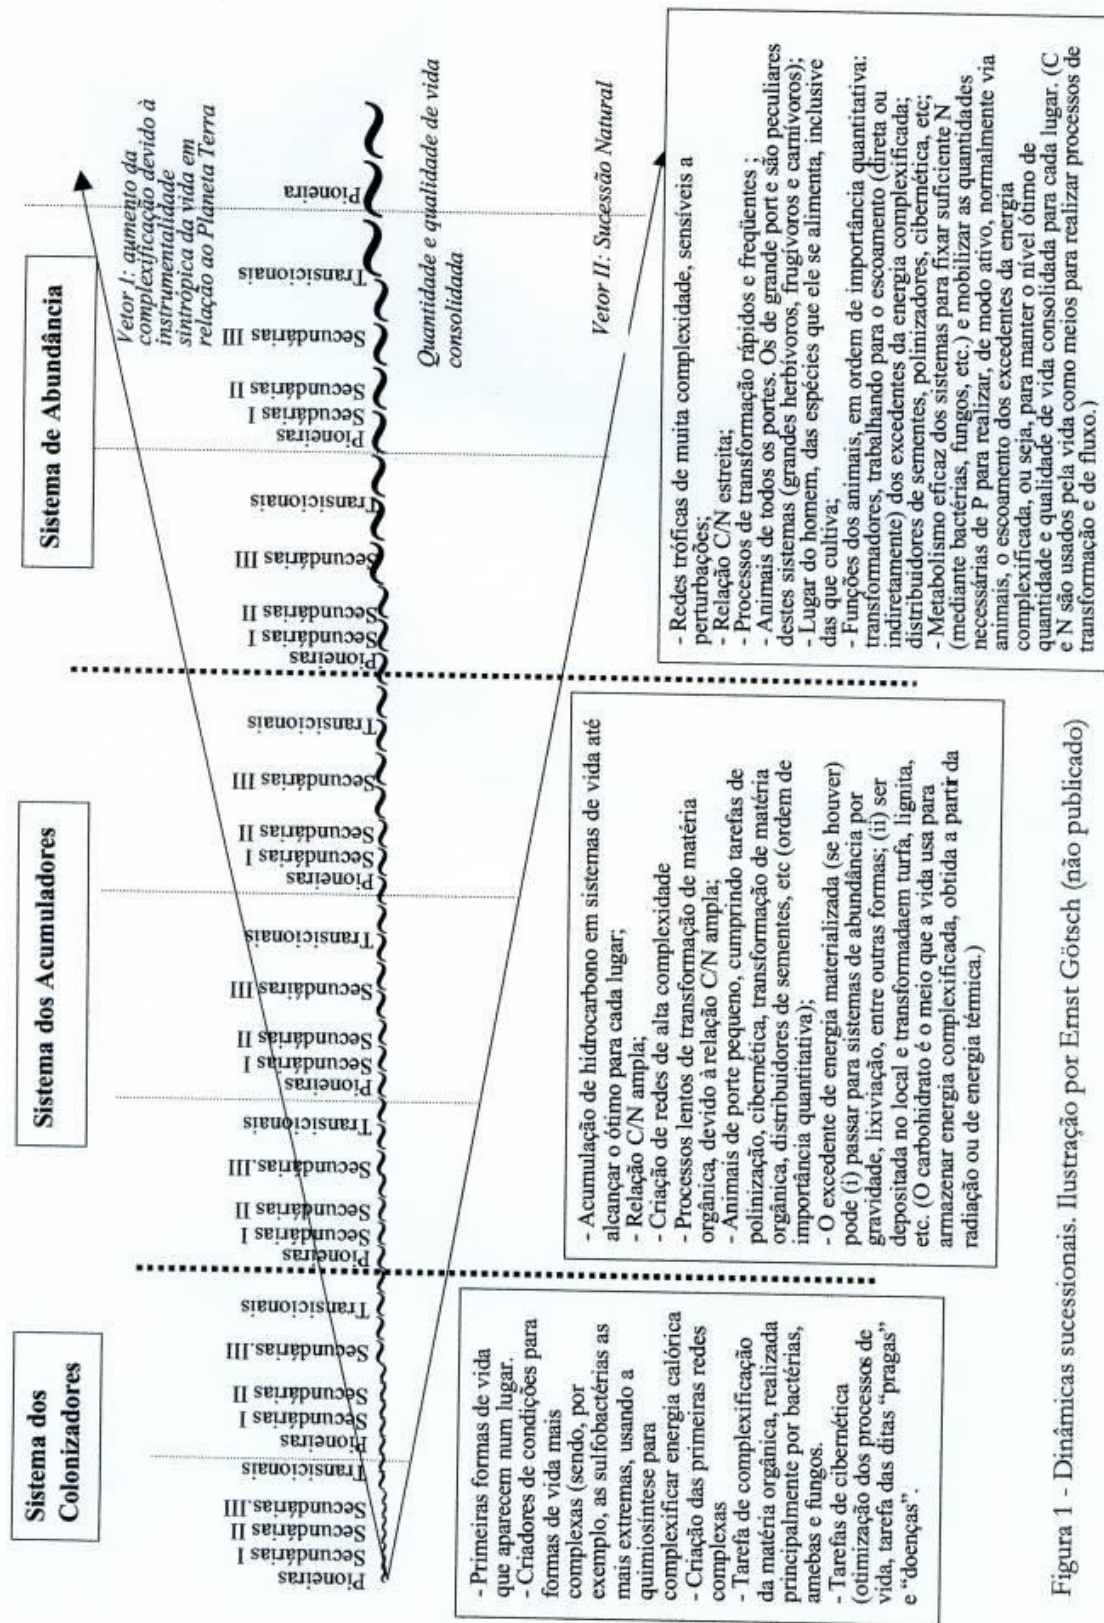 Sistema dos
Colonizadores
Sistema dos Acumuladores
Sistema de Abundância
Vetor I: aumento da
complexificação devido à
instrumentalidade
sintrópica da vida em
relação ao Planeta Terra
Pioneiras
Secundárias I
Secundárias II
Secundárias.III
Transicionais
Pioneiras
Secundárias I
Secundárias II
Secundárias.III
Transicionais
Pioneiras
Secundárias I
Secundárias II
Secundárias.III
Transicionais
Pioneiras
Secundárias I
Secundárias II
Secundáiras III
Transicionais
Pioneiras
Secundárias I
Secundárias II
Secundárias III
Transicionais
Pioneiras
Secundárias I
Secundárias II
Secundárias III
Transicionais
Pioneiras
Secudárias I
Secundárias II
Secundárias III
Transicionais
Pioneira
Quantidade e qualidade de vida
consolidada
Vetor II: Sucessão Natural
- Primeiras formas de vida
que aparecem num lugar.
- Criadores de condições para
formas de vida mais
complexas (sendo, por
exemplo, as sulfobactérias as
mais extremas, usando a
quimiosíntese para
complexificar energia calórica
- Criação das primeiras redes
complexas
- Tarefa de complexificação
da matéria orgânica, realizada
principalmente por bactérias,
amebas e fungos.
- Tarefas de cibernética
(otimização dos processos de
vida, tarefa das ditas "pragas"
e "doenças".
- Acumulação de hidrocarbono em sistemas de vida até
alcançar o ótimo para cada lugar;
- Relação C/N ampla;
- Criação de redes de alta complexidade
- Processos lentos de transformação de matéria
orgânica, devido à relação C/N ampla;
- Animais de porte pequeno, cumprindo tarefas de
polinização, cibernética, transformação de matéria
orgânica, distribuidores de sementes, etc (ordem de
importância quantitativa);
- O excedente de energia materializada (se houver)
pode (i) passar para sistemas de abundância por
gravidade, lixiviação, entre outras formas; (ii) ser
depositada no local e transformadaem turfa, lignita,
etc. (O carbohidrato é o meio que a vida usa para
armazenar energia complexificada, obtida a partir da
radiação ou de energia térmica.)
- Redes tróficas de muita complexidade, sensíveis a
perturbações;
- Relação C/N estreita;
- Processos de transformação rápidos e freqüentes ;
- Animais de todos os portes. Os de grande port e são peculiares
destes sistemas (grandes herbívoros, frugívoros e carnívoros);
- Lugar do homem, das espécies que ele se alimenta, inclusive
das que cultiva;
- Funções dos animais, em ordem de importância quantitativa:
transformadores, trabalhando para o escoamento (direta ou
indiretamente) dos excedentes da energia complexificada;
distribuidores de sementes, polinizadores, cibernética, etc;
- Metabolismo eficaz dos sistemas para fixar suficiente N
(mediante bactérias, fungos, etc.) e mobilizar as quantidades
necesárias de P para realizar, de modo ativo, normalmente via
animais, o escoamento dos excedentes da energia
complexificada, ou seja, para manter o nível ótimo de
quantidade e qualidade de vida consolidada para cada lugar. (C
e N são usados pela vida como meios para realizar processos de
transformação e de fluxo.)
Figura 1 - Dinâmicas sucessionais. Ilustração por Ernst Götsch (não publicado)